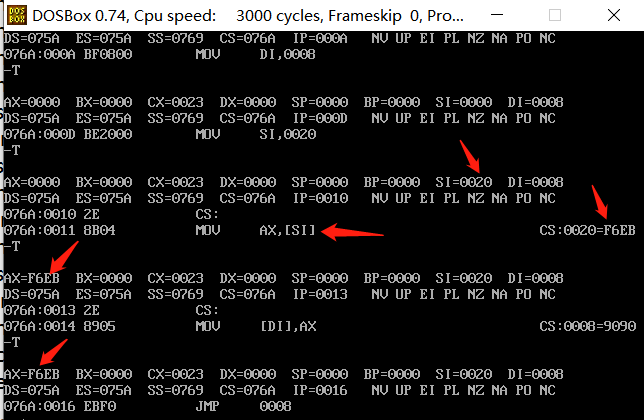 DOSBox 0.74, Cpu speed:    3000 cycles, Frameskip  0, Pro...
DS=075A  ES=075A  SS=0769  CS=076A  IP=000A   NV UP EI PL NZ NA PO NC
076A:000A BF0800        MOV     DI,0008
-T
AX=0000  BX=0000  CX=0023  DX=0000  SP=0000  BP=0000  SI=0000  DI=0008
DS=075A  ES=075A  SS=0769  CS=076A  IP=000D   NV UP EI PL NZ NA PO NC
076A:000D BE2000        MOV     SI,0020
-T
AX=0000  BX=0000  CX=0023  DX=0000  SP=0000  BP=0000  SI=0020  DI=0008
DS=075A  ES=075A  SS=0769  CS=076A  IP=0010   NV UP EI PL NZ NA PO NC
076A:0010 2E            CS:
076A:0011 8B04          MOV     AX,[SI]                            CS:0020=F6EB
-T
AX=F6EB  BX=0000  CX=0023  DX=0000  SP=0000  BP=0000  SI=0020  DI=0008
DS=075A  ES=075A  SS=0769  CS=076A  IP=0013   NV UP EI PL NZ NA PO NC
076A:0013 2E            CS:
076A:0014 8905          MOV     [DI],AX                            CS:0008=9090
-T
AX=F6EB  BX=0000  CX=0023  DX=0000  SP=0000  BP=0000  SI=0020  DI=0008
DS=075A  ES=075A  SS=0769  CS=076A  IP=0016   NV UP EI PL NZ NA PO NC
076A:0016 EBF0          JMP     0008